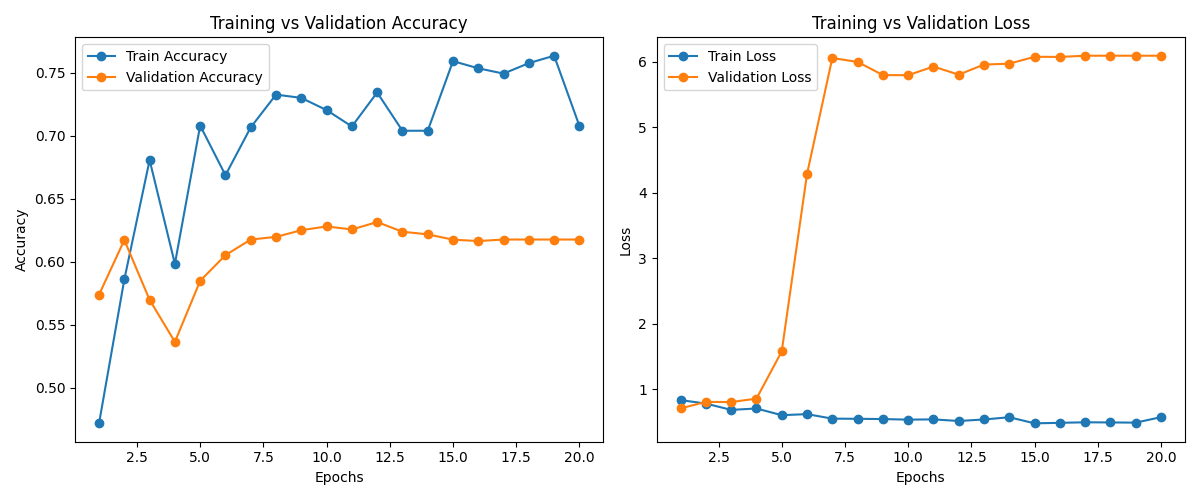 Training vs Validation Accuracy
Train Accuracy
Validation Accuracy
0.75
0.70
0.65
0.60
0.55
0.50
Accuracy
2.5 5.0 7.5 10.0 12.5 15.0 17.5 20.0
Epochs
Training vs Validation Loss
Train Loss
Validation Loss
6
5
4
3
2
1
Loss
2.5 5.0 7.5 10.0 12.5 15.0 17.5 20.0
Epochs